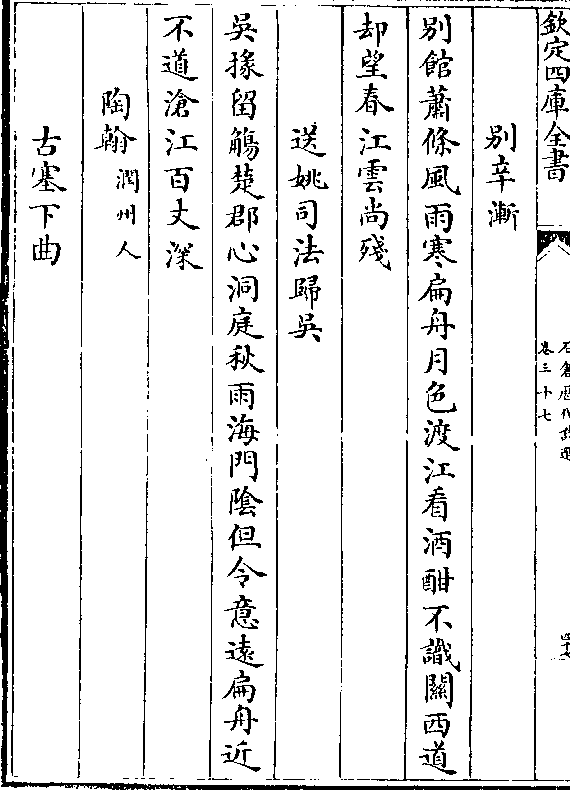 欽定四庫全書
石倉歷代詩選
卷三十七
別辛漸
別館蕭條風雨寒扁舟月色渡江看酒酣不識關西道
却望春江雲尚殘
送姚司法歸吳
吳掾留觴楚郡心洞庭秋雨海門陰但令意遠扁舟近
不道滄江百丈深
陶翰潤州人
古塞下曲